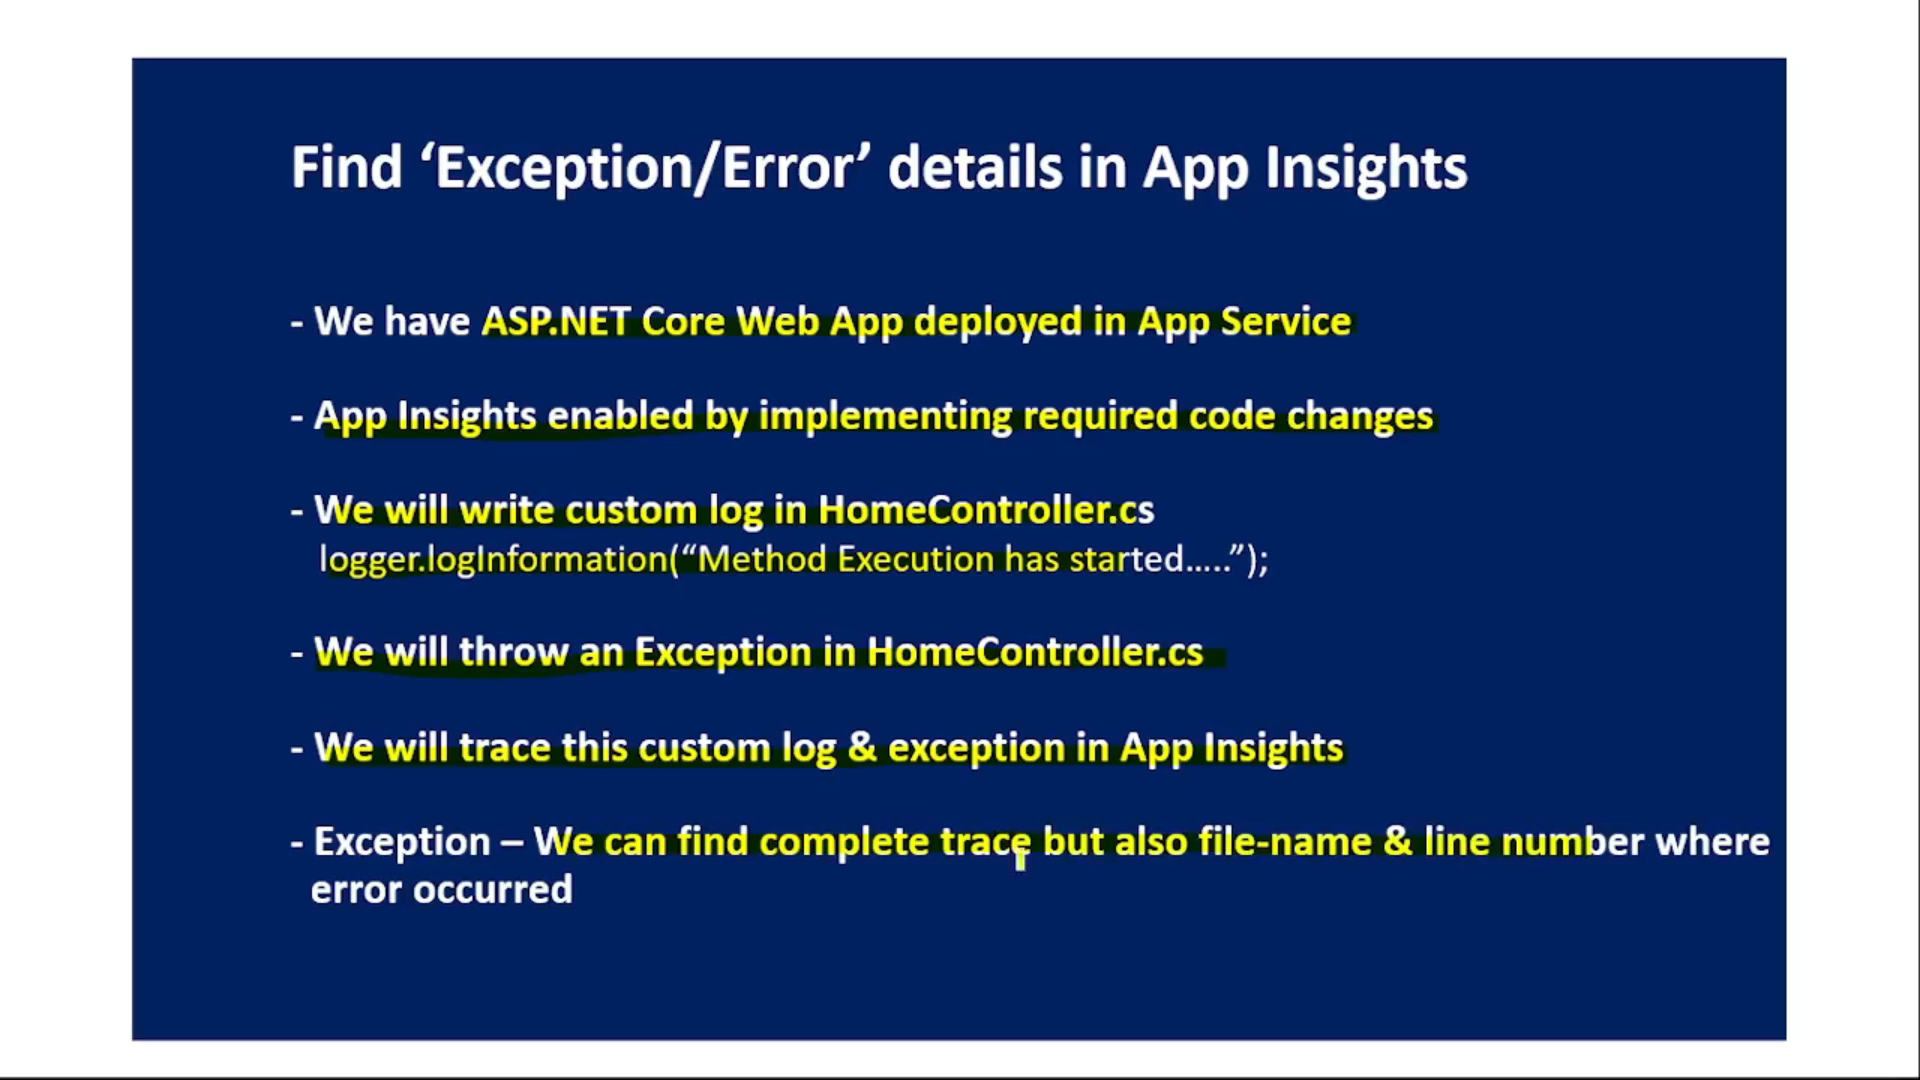 Find ‘Exception/Error’ details in App Insights
- We have ASP.NET Core Web App deployed in App Service
- App Insights enabled by implementing required code changes
- We will write custom log in HomeController.cs
logger.logInformation(“Method Execution has started.....”);
- We will throw an Exception in HomeController.cs
- We will trace this custom log & exception in App Insights
- Exception – We can find complete trace but also file-name & line number where
error occurred